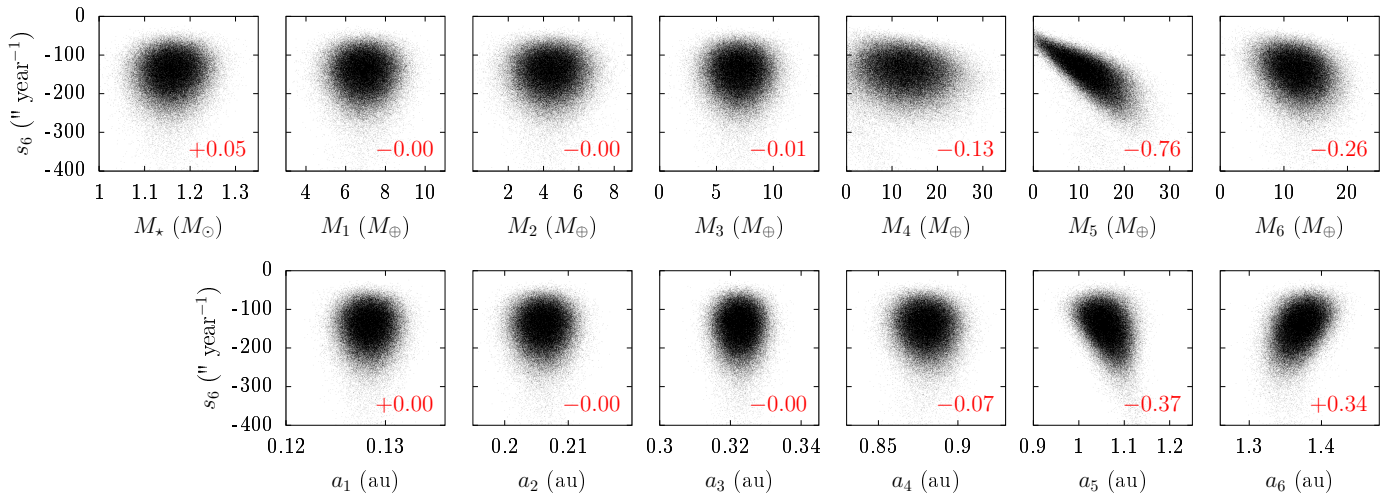 0
-100
-200
-300
-400
s₆ (" year⁻¹)
+0.05 −0.00 −0.00 −0.01 −0.13 −0.76 −0.26
1 1.1 1.2 1.3 4 6 8 10 2 4 6 8 0 5 10 0 10 20 30 0 10 20 30 0 10 20
M⋆ (M⊙) M₁ (M⊕) M₂ (M⊕) M₃ (M⊕) M₄ (M⊕) M₅ (M⊕) M₆ (M⊕)
0
-100
-200
-300
-400
s₆ (" year⁻¹)
+0.00 −0.00 −0.00 −0.07 −0.37 +0.34
0.12 0.13 0.2 0.21 0.3 0.32 0.34 0.85 0.9 0.9 1 1.1 1.2 1.3 1.4
a₁ (au) a₂ (au) a₃ (au) a₄ (au) a₅ (au) a₆ (au)